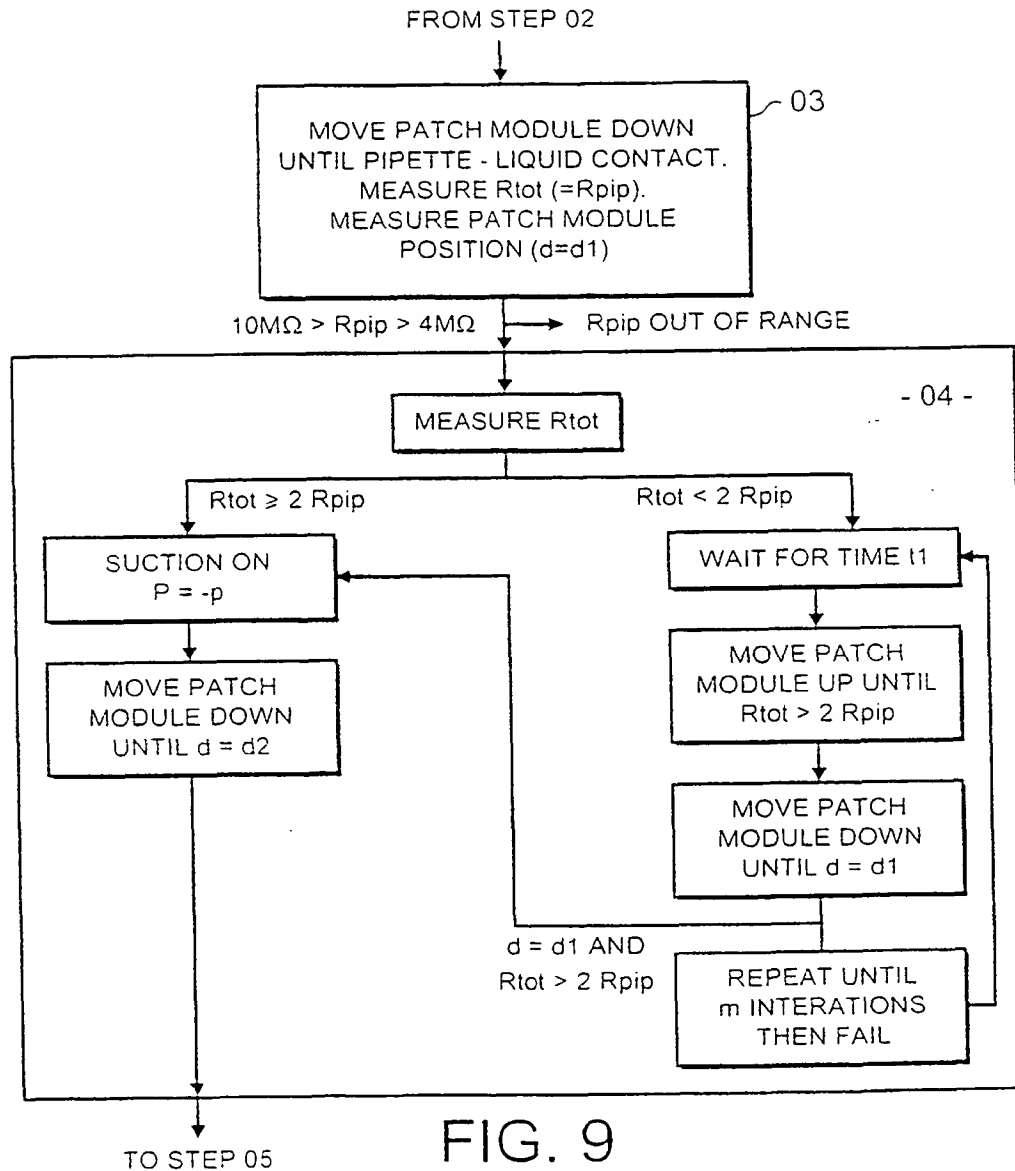 FROM STEP 02
03
MOVE PATCH MODULE DOWN
UNTIL PIPETTE - LIQUID CONTACT.
MEASURE Rtot (=Rpip).
MEASURE PATCH MODULE
POSITION (d=d1)
10MΩ > Rpip > 4MΩ
Rpip OUT OF RANGE
- 04 -
MEASURE Rtot
Rtot ⩾ 2 Rpip
Rtot < 2 Rpip
SUCTION ON
P = -p
MOVE PATCH
MODULE DOWN
UNTIL d = d2
WAIT FOR TIME t1
MOVE PATCH
MODULE UP UNTIL
Rtot > 2 Rpip
MOVE PATCH
MODULE DOWN
UNTIL d = d1
d = d1 AND
Rtot > 2 Rpip
REPEAT UNTIL
m INTERATIONS
THEN FAIL
TO STEP 05
FIG. 9